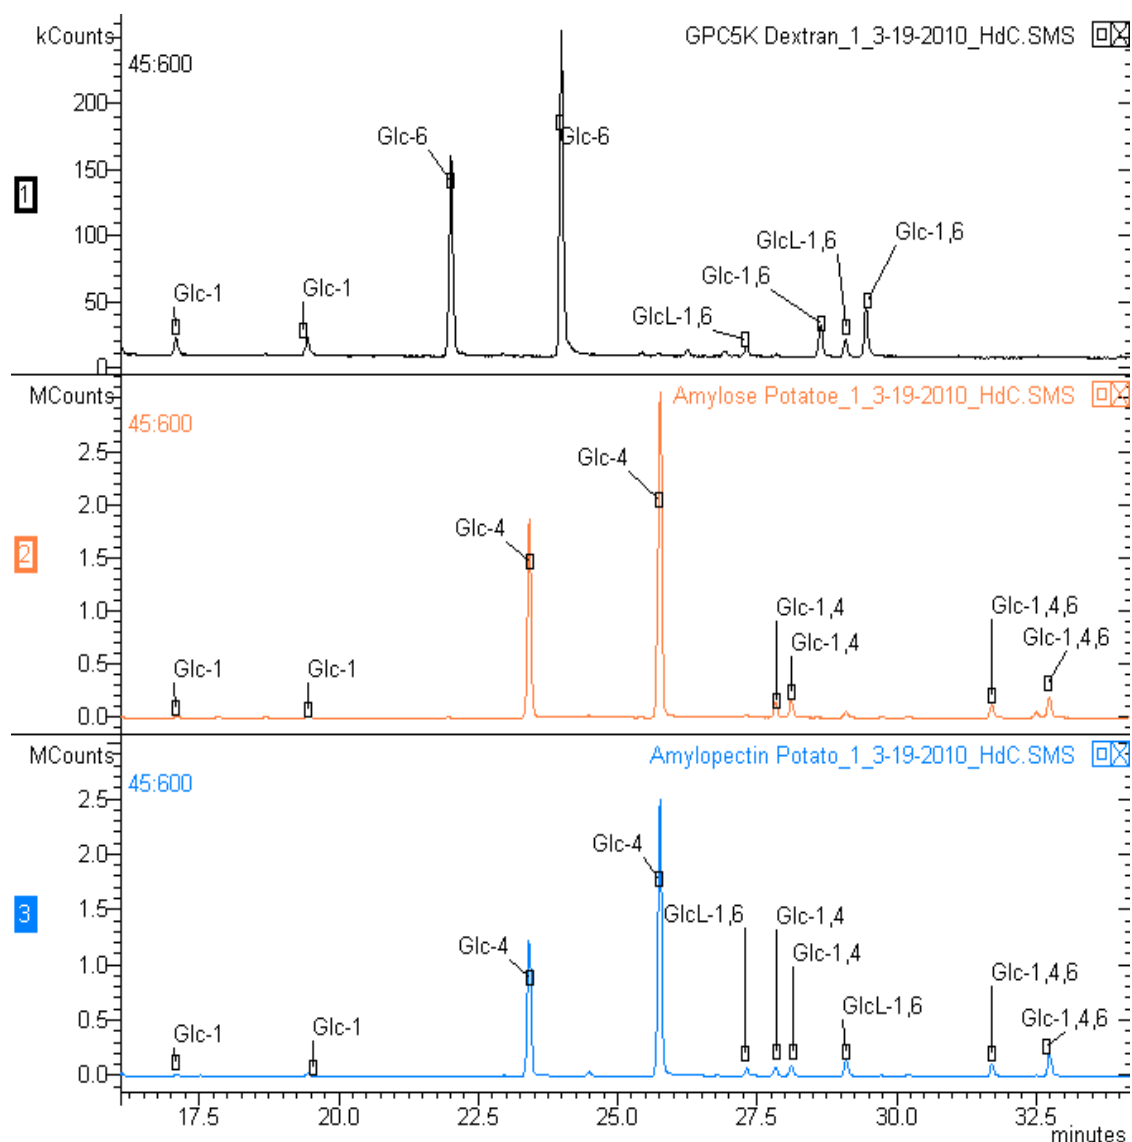 kCounts
GPC5K Dextran_1_3-19-2010_HdC.SMS
45:600
200
150
100
50
0
1
Glc-1
Glc-1
Glc-6
Glc-6
GlcL-1,6
Glc-1,6
GlcL-1,6
Glc-1,6
MCounts
Amylose Potatoe_1_3-19-2010_HdC.SMS
45:600
2.5
2.0
1.5
1.0
0.5
0.0
2
Glc-1
Glc-1
Glc-4
Glc-4
Glc-1,4
Glc-1,4
Glc-1,4,6
Glc-1,4,6
MCounts
Amylopectin Potato_1_3-19-2010_HdC.SMS
45:600
2.5
2.0
1.5
1.0
0.5
0.0
3
Glc-1
Glc-1
Glc-4
Glc-4
GlcL-1,6
Glc-1,4
Glc-1,4
GlcL-1,6
Glc-1,4,6
Glc-1,4,6
17.5 20.0 22.5 25.0 27.5 30.0 32.5
minutes